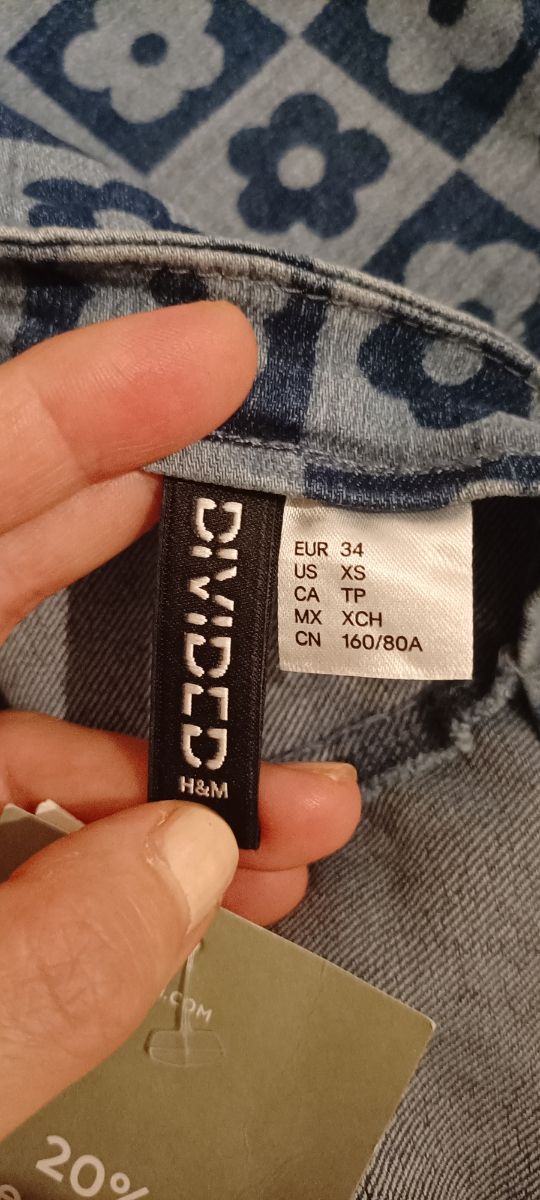 DIVIDED
H&M
EUR 34
US XS
CA TP
MX XCH
CN 160/80A
.COM
20%